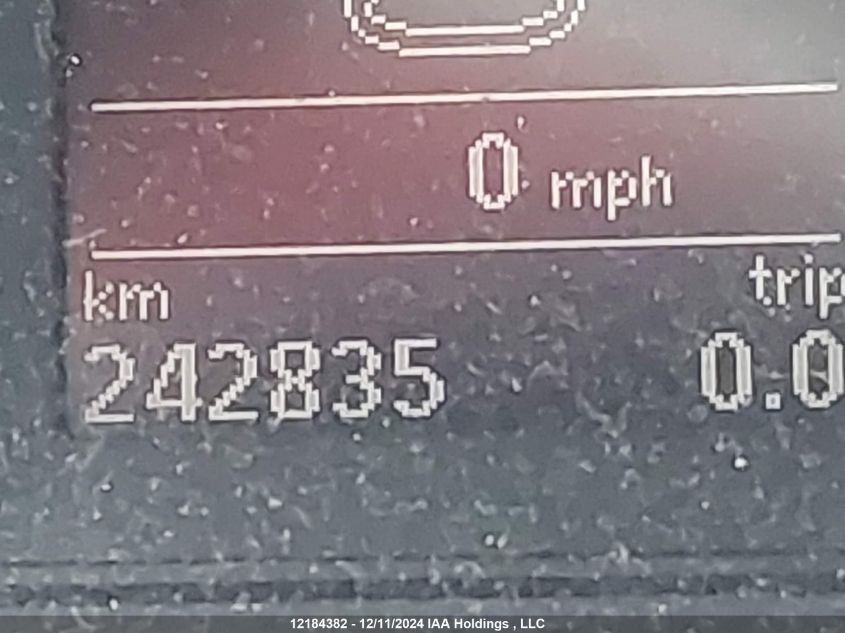 0 mph
km trip
242835 0.0
12184382 - 12/11/2024 IAA Holdings , LLC